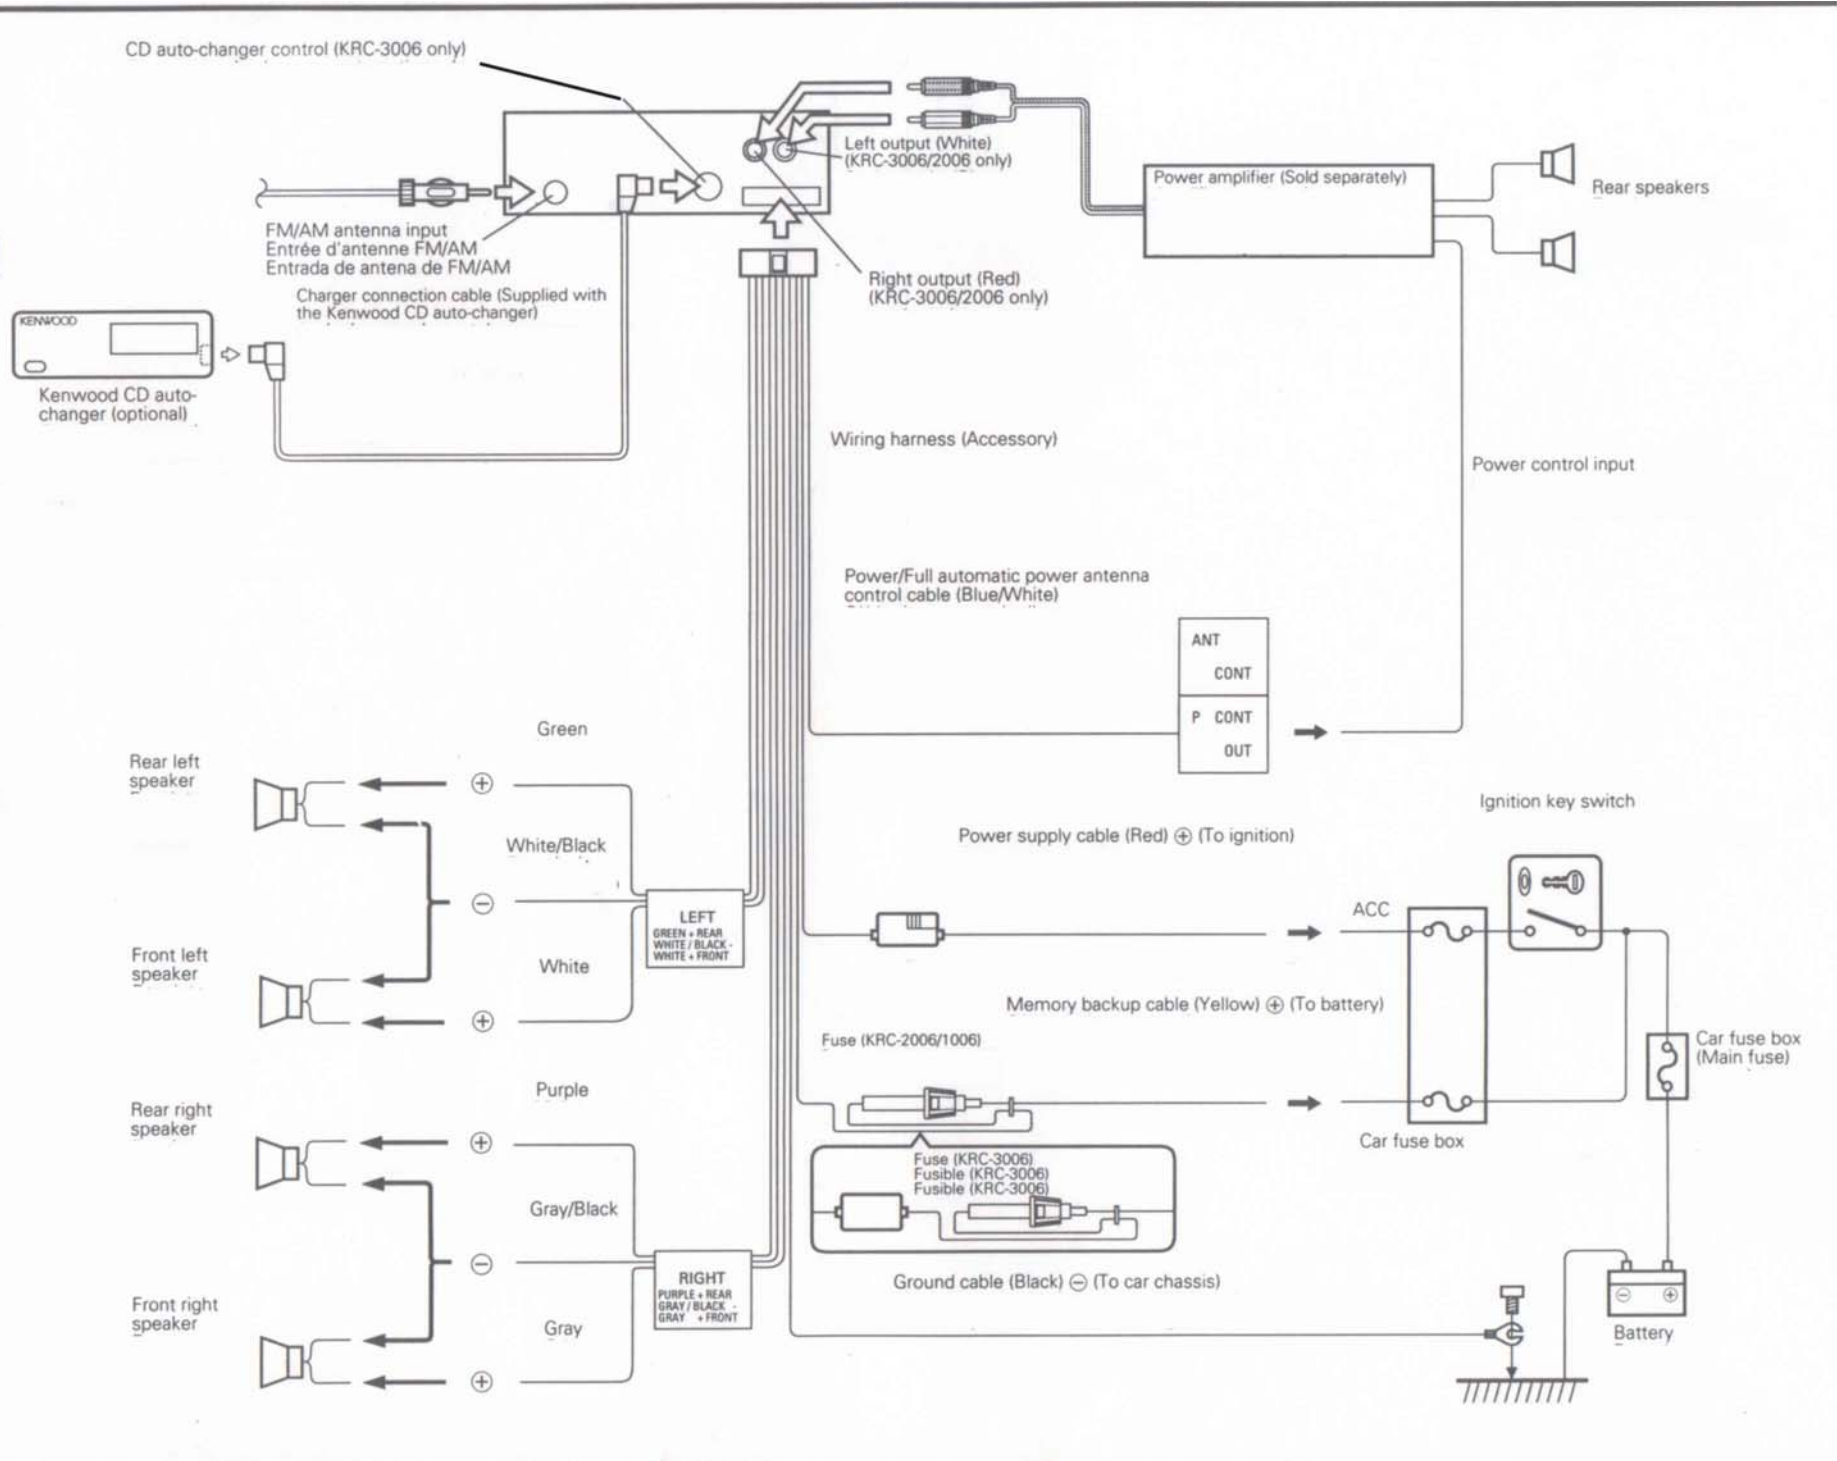 CD auto-changer control (KRC-3006 only)
Left output (White)
(KRC-3006/2006 only)
Power amplifier (Sold separately)
Rear speakers
FM/AM antenna input
Entrée d'antenne FM/AM
Entrada de antena de FM/AM
Right output (Red)
(KRC-3006/2006 only)
Charger connection cable (Supplied with
the Kenwood CD auto-changer)
KENWOOD
Kenwood CD auto-
changer (optional)
Wiring harness (Accessory)
Power control input
Power/Full automatic power antenna
control cable (Blue/White)
ANT
CONT
P CONT
OUT
Green
Rear left
speaker
White/Black
Front left
speaker
White
LEFT
GREEN + REAR
WHITE / BLACK -
WHITE + FRONT
Ignition key switch
Power supply cable (Red) ⊕ (To ignition)
ACC
Memory backup cable (Yellow) ⊕ (To battery)
Fuse (KRC-2006/1006)
Car fuse box
(Main fuse)
Car fuse box
Purple
Rear right
speaker
Gray/Black
Front right
speaker
Gray
RIGHT
PURPLE + REAR
GRAY / BLACK -
GRAY + FRONT
Fuse (KRC-3006)
Fusible (KRC-3006)
Fusible (KRC-3006)
Ground cable (Black) ⊖ (To car chassis)
Battery